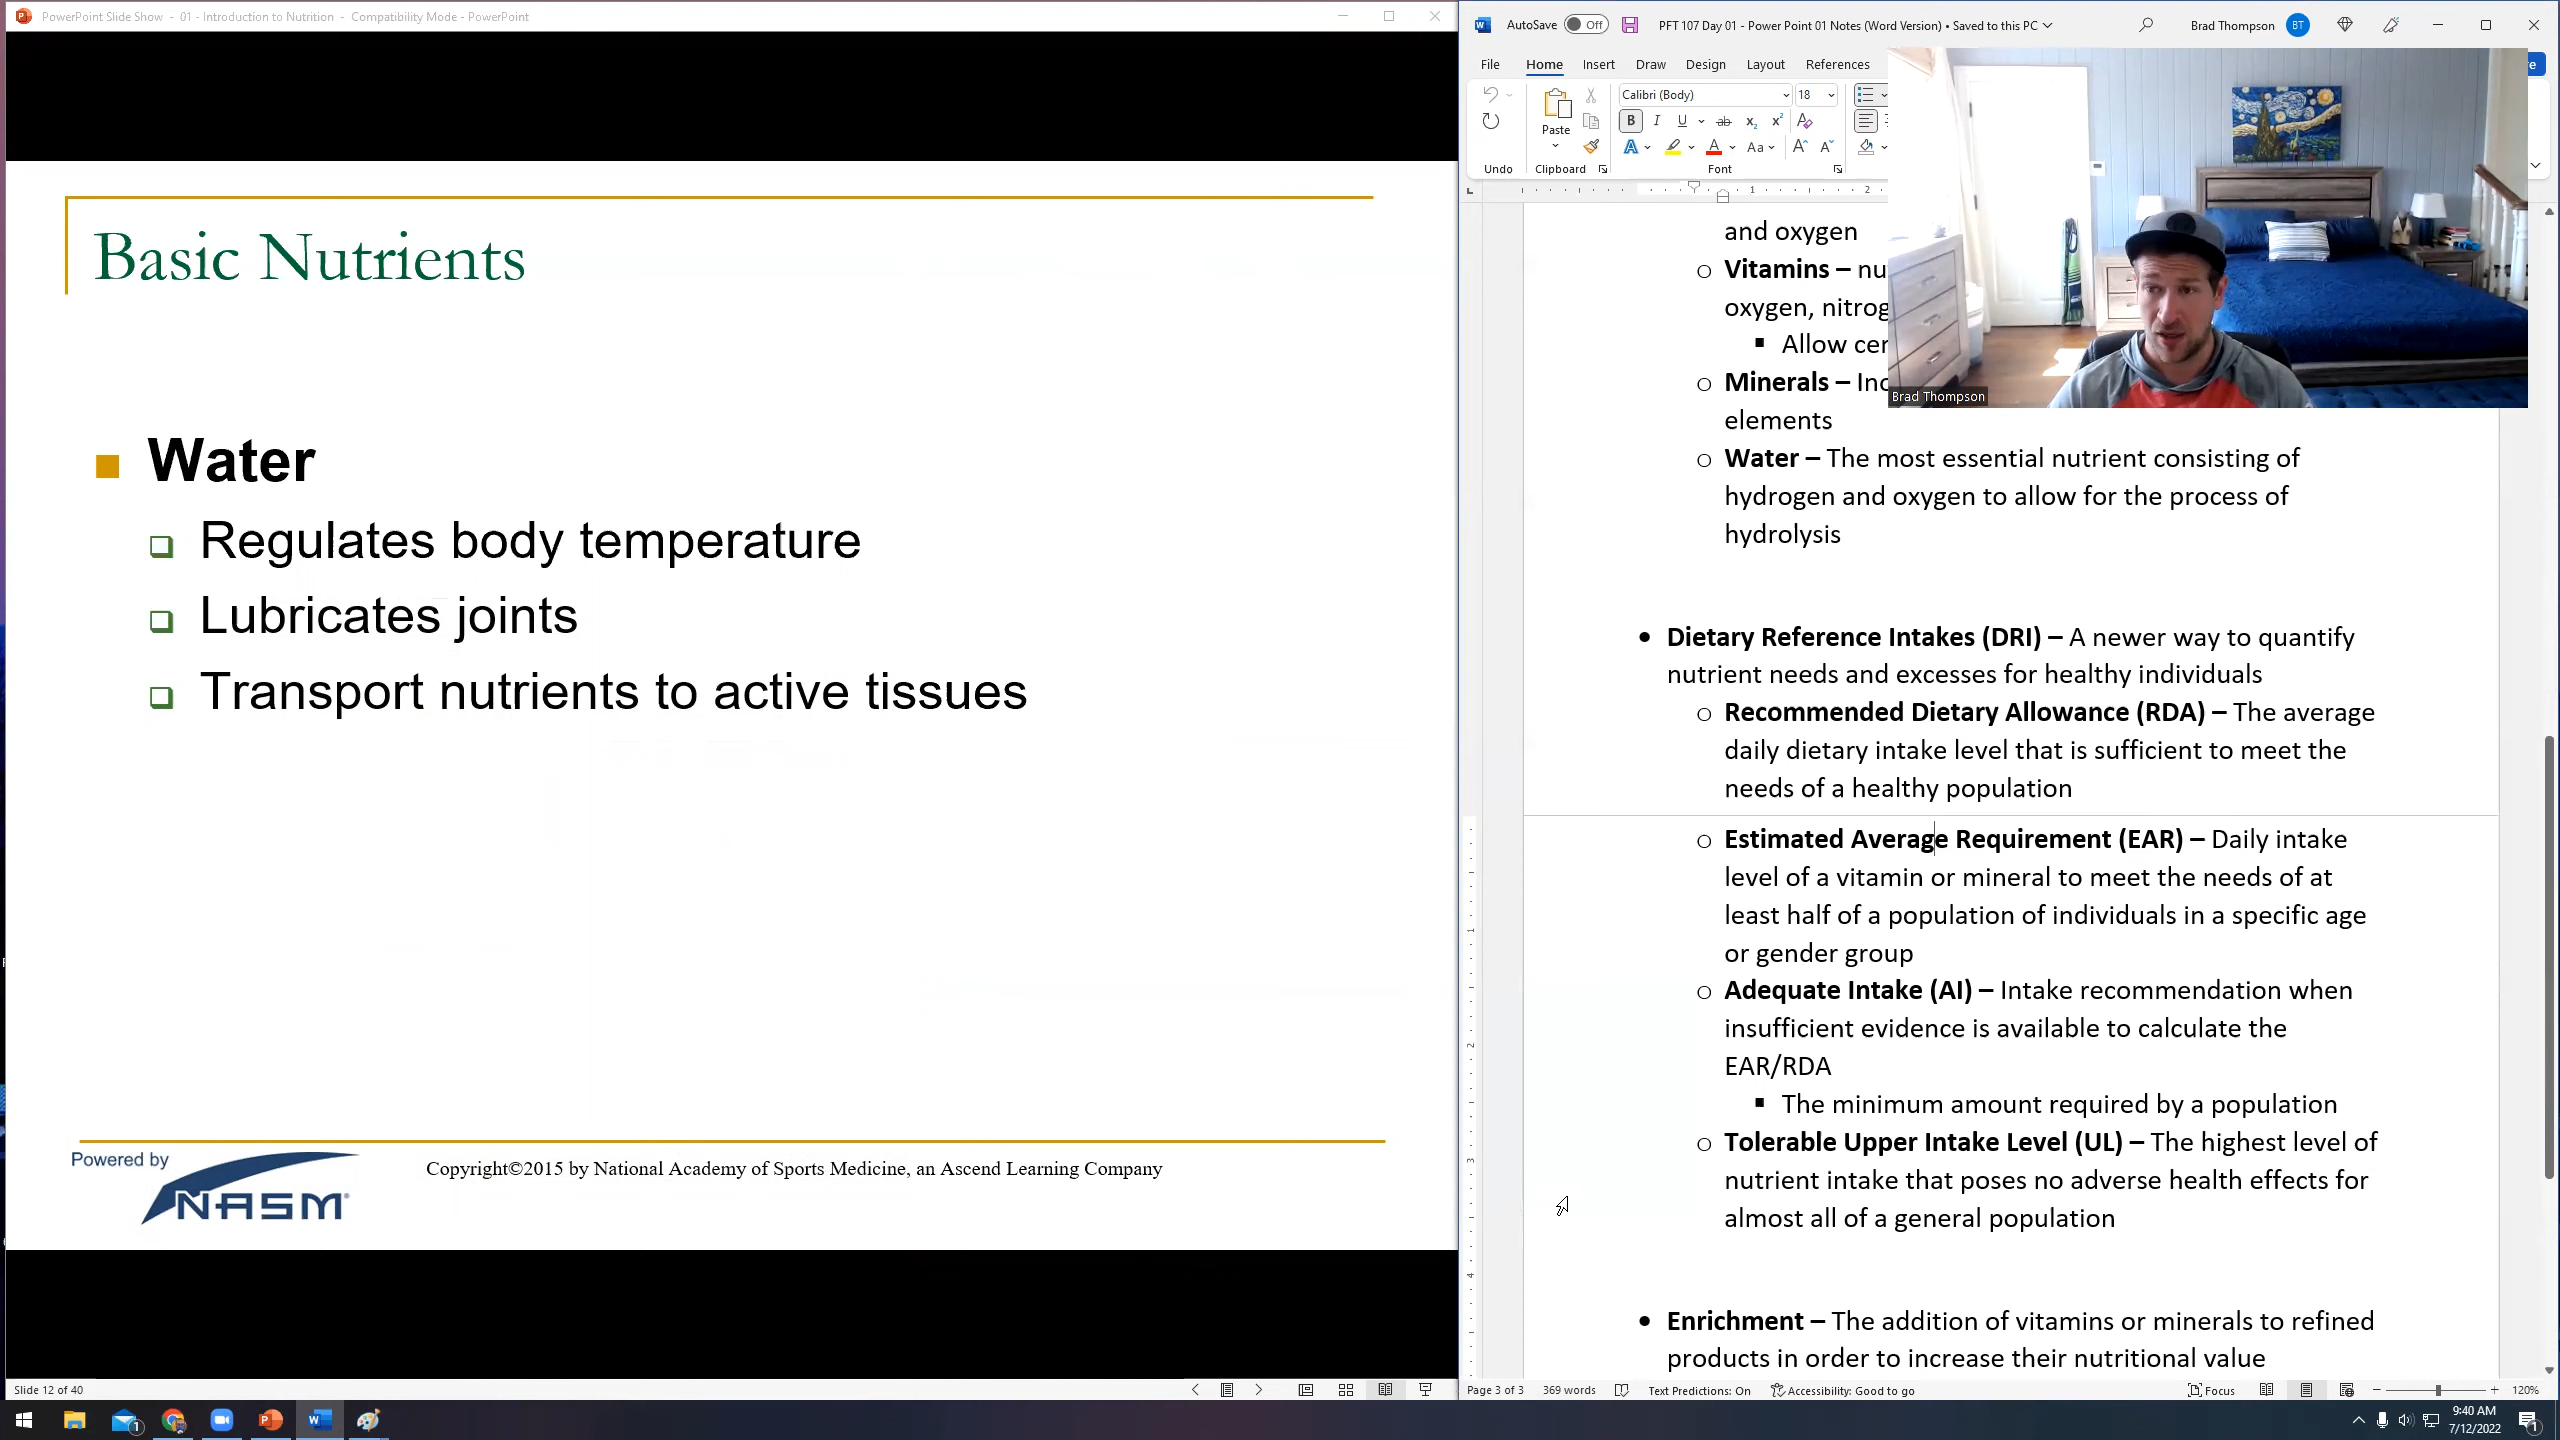 PowerPoint Slide Show - 01 - Introduction to Nutrition - Compatibility Mode - PowerPoint
Basic Nutrients
Water
Regulates body temperature
Lubricates joints
Transport nutrients to active tissues
Powered by
NASM
Copyright©2015 by National Academy of Sports Medicine, an Ascend Learning Company
Slide 12 of 40
AutoSave Off PFT 107 Day 01 - Power Point 01 Notes (Word Version) • Saved to this PC Brad Thompson BT
File Home Insert Draw Design Layout References
Calibri (Body) 18
Paste
Undo Clipboard Font
1 2
and oxygen
Vitamins – nu
oxygen, nitrog
Allow cer
Minerals – Inc
Brad Thompson
elements
Water – The most essential nutrient consisting of
hydrogen and oxygen to allow for the process of
hydrolysis
Dietary Reference Intakes (DRI) – A newer way to quantify
nutrient needs and excesses for healthy individuals
Recommended Dietary Allowance (RDA) – The average
daily dietary intake level that is sufficient to meet the
needs of a healthy population
Estimated Average Requirement (EAR) – Daily intake
level of a vitamin or mineral to meet the needs of at
least half of a population of individuals in a specific age
or gender group
Adequate Intake (AI) – Intake recommendation when
insufficient evidence is available to calculate the
EAR/RDA
The minimum amount required by a population
Tolerable Upper Intake Level (UL) – The highest level of
nutrient intake that poses no adverse health effects for
almost all of a general population
Enrichment – The addition of vitamins or minerals to refined
products in order to increase their nutritional value
Page 3 of 3 369 words Text Predictions: On Accessibility: Good to go Focus 120%
9:40 AM
7/12/2022